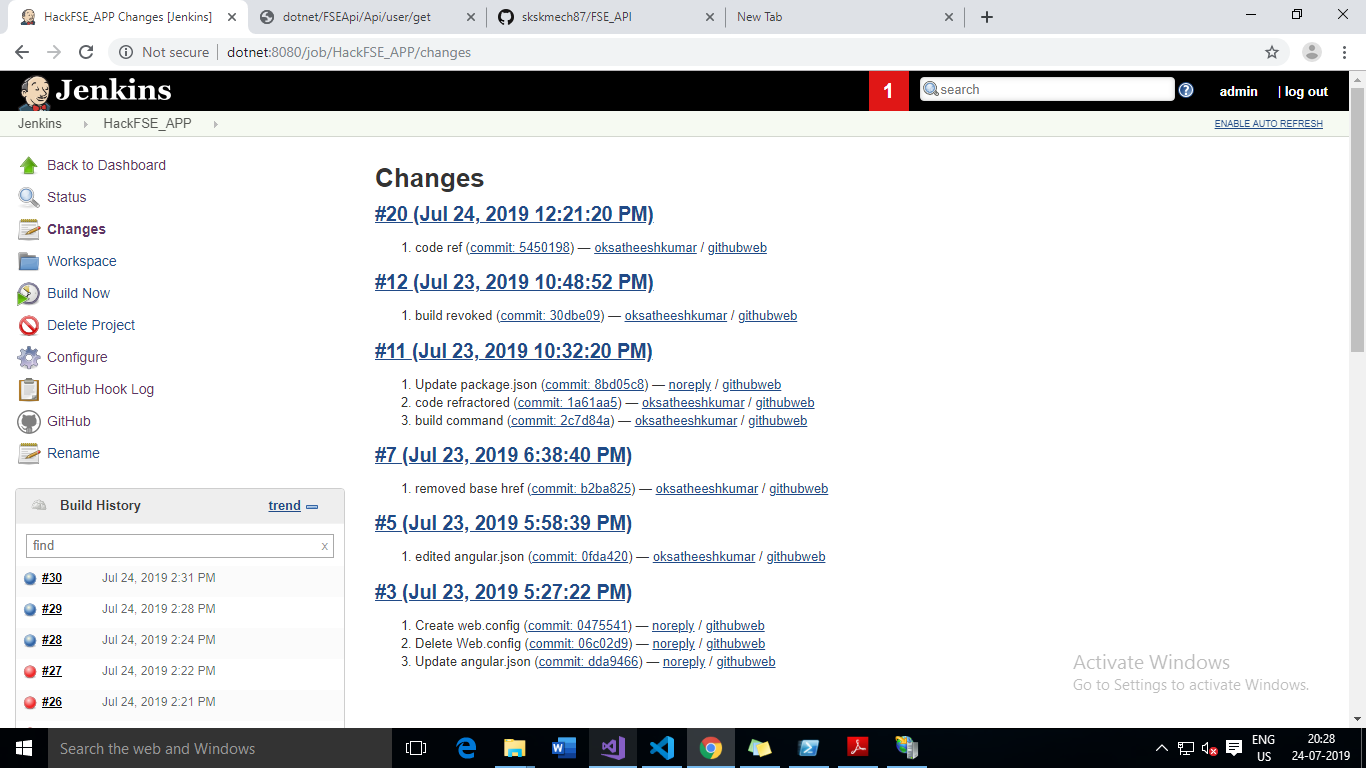 HackFSE_APP Changes [Jenkins]
dotnet/FSEApi/Api/user/get
skskmech87/FSE_API
New Tab
Not secure
dotnet:8080/job/HackFSE_APP/changes
Jenkins
1
search
admin
log out
Jenkins
HackFSE_APP
ENABLE AUTO REFRESH
Back to Dashboard
Status
Changes
Workspace
Build Now
Delete Project
Configure
GitHub Hook Log
GitHub
Rename
Build History
trend
find
x
#30 Jul 24, 2019 2:31 PM
#29 Jul 24, 2019 2:28 PM
#28 Jul 24, 2019 2:24 PM
#27 Jul 24, 2019 2:22 PM
#26 Jul 24, 2019 2:21 PM
Changes
#20 (Jul 24, 2019 12:21:20 PM)
1. code ref (commit: 5450198) — oksatheeshkumar / githubweb
#12 (Jul 23, 2019 10:48:52 PM)
1. build revoked (commit: 30dbe09) — oksatheeshkumar / githubweb
#11 (Jul 23, 2019 10:32:20 PM)
1. Update package.json (commit: 8bd05c8) — noreply / githubweb
2. code refractored (commit: 1a61aa5) — oksatheeshkumar / githubweb
3. build command (commit: 2c7d84a) — oksatheeshkumar / githubweb
#7 (Jul 23, 2019 6:38:40 PM)
1. removed base href (commit: b2ba825) — oksatheeshkumar / githubweb
#5 (Jul 23, 2019 5:58:39 PM)
1. edited angular.json (commit: 0fda420) — oksatheeshkumar / githubweb
#3 (Jul 23, 2019 5:27:22 PM)
1. Create web.config (commit: 0475541) — noreply / githubweb
2. Delete Web.config (commit: 06c02d9) — noreply / githubweb
3. Update angular.json (commit: dda9466) — noreply / githubweb
Activate Windows
Go to Settings to activate Windows.
Search the web and Windows
ENG
US
20:28
24-07-2019